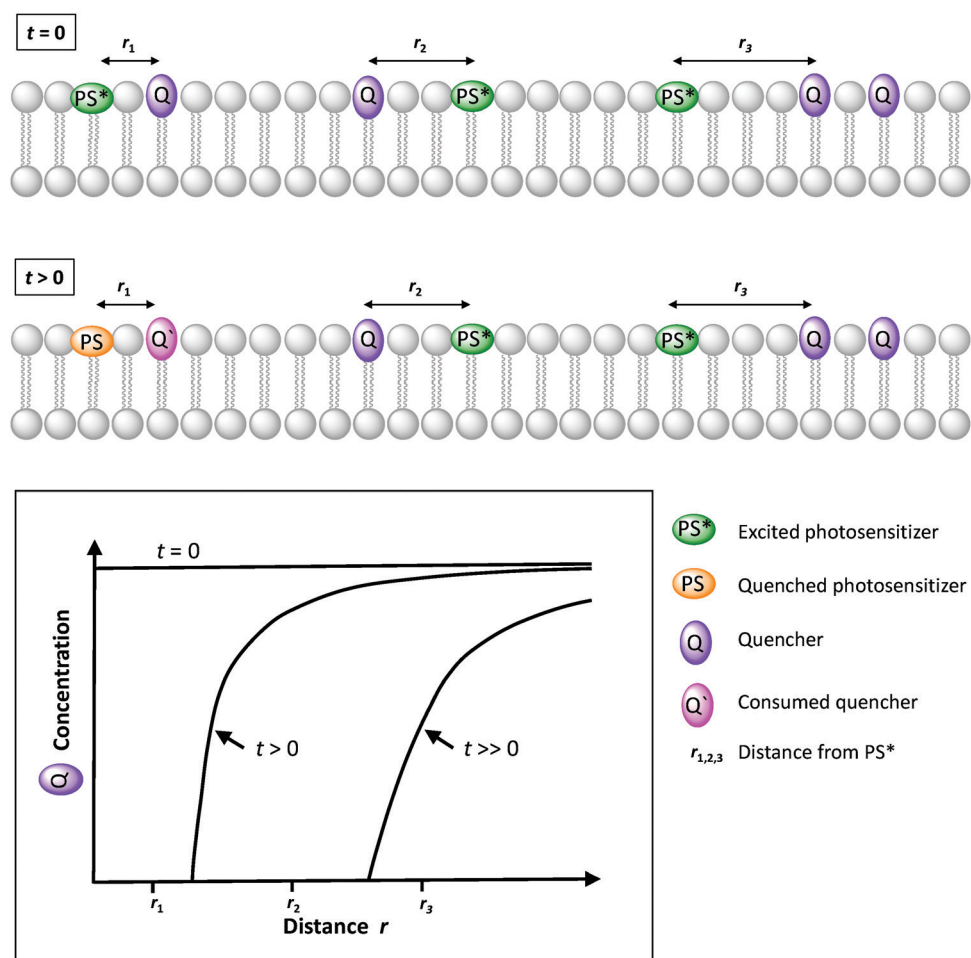 t = 0
r1 r2 r3
PS* Q Q PS* PS* Q Q
t > 0
r1 r2 r3
PS Q` Q PS* PS* Q Q
t = 0
t > 0
t >> 0
Q Concentration
r1 r2 r3
Distance r
PS* Excited photosensitizer
PS Quenched photosensitizer
Q Quencher
Q` Consumed quencher
r1,2,3 Distance from PS*